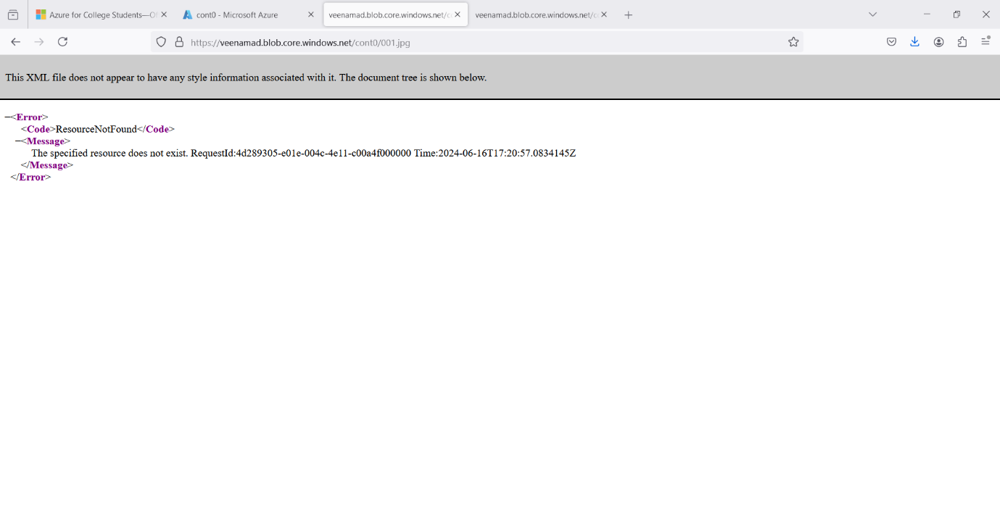 Azure for College Students—Of
cont0 - Microsoft Azure
veenamad.blob.core.windows.net/c
veenamad.blob.core.windows.net/c
https://veenamad.blob.core.windows.net/cont0/001.jpg
This XML file does not appear to have any style information associated with it. The document tree is shown below.
−<Error>
<Code>ResourceNotFound</Code>
−<Message>
The specified resource does not exist. RequestId:4d289305-e01e-004c-4e11-c00a4f000000 Time:2024-06-16T17:20:57.0834145Z
</Message>
</Error>